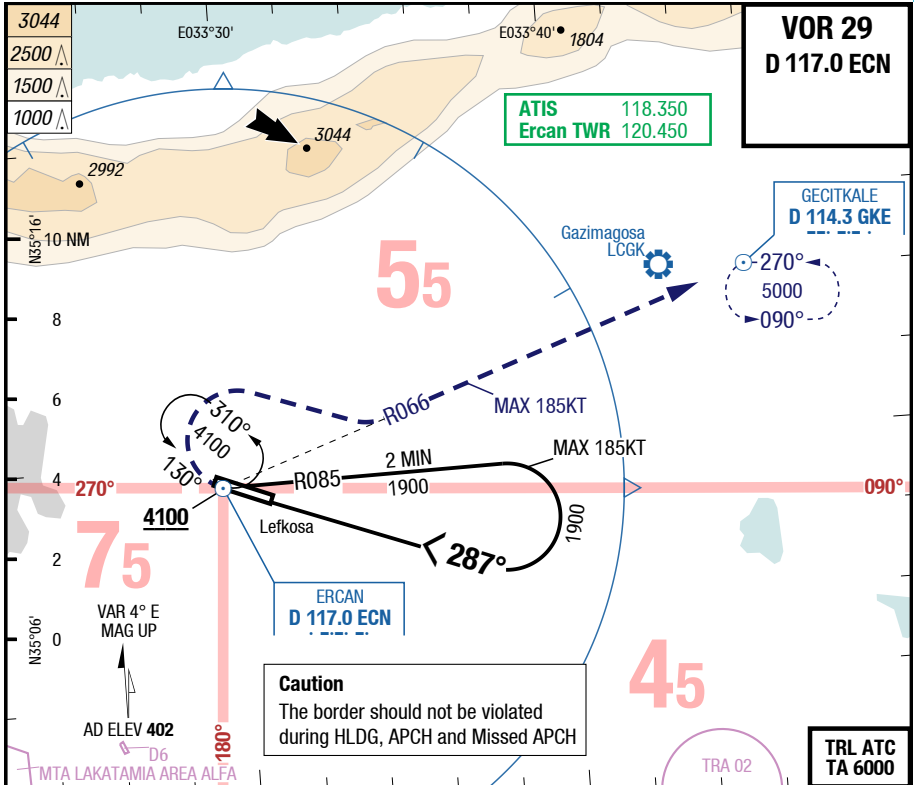 3044
2500
1500
1000
E033°30'
E033°40'
1804
VOR 29
D 117.0 ECN
ATIS 118.350
Ercan TWR 120.450
3044
2992
N35°16'
10 NM
55
Gazimagosa
LCGK
GECITKALE
D 114.3 GKE
270°
5000
090°
8
6
4
2
0
310°
4100
130°
R066
MAX 185KT
MAX 185KT
R085
2 MIN
1900
1900
270°
090°
4100
Lefkosa
287°
75
ERCAN
D 117.0 ECN
N35°06'
VAR 4° E
MAG UP
AD ELEV 402
180°
Caution
The border should not be violated
during HLDG, APCH and Missed APCH
45
D6
MTA LAKATAMIA AREA ALFA
TRA 02
TRL ATC
TA 6000